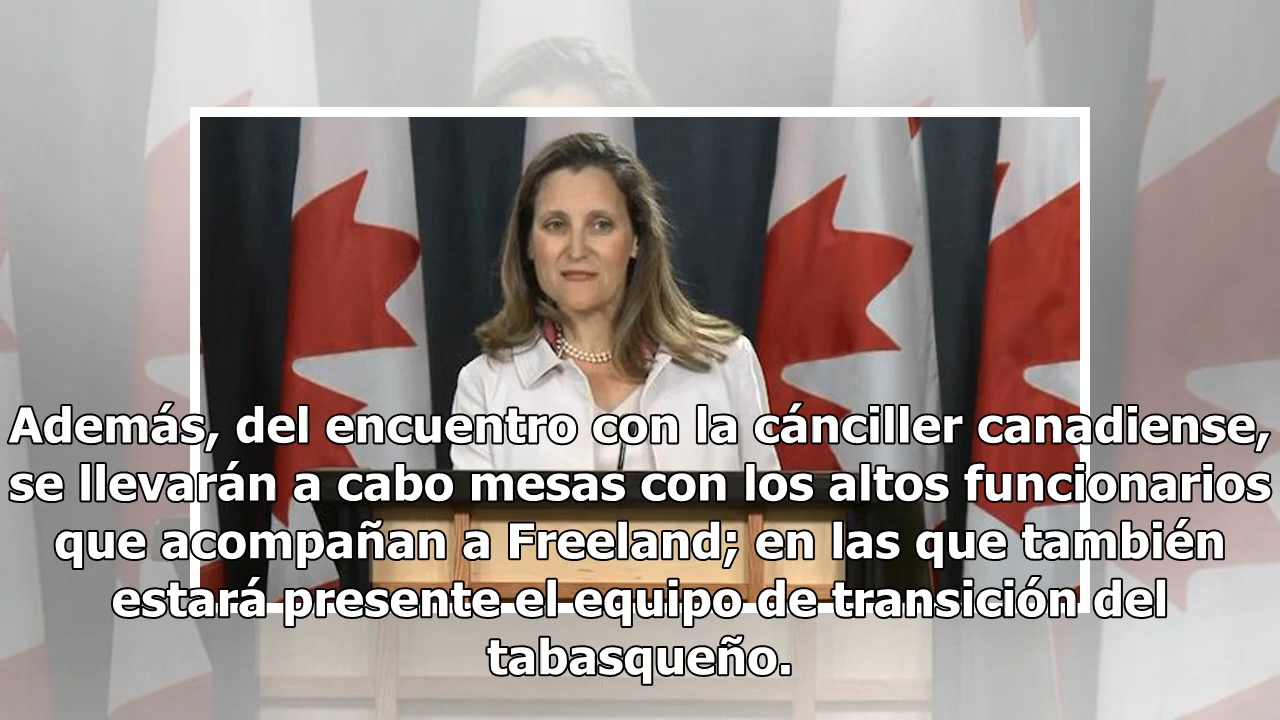 Además, del encuentro con la cánciller canadiense,
se llevarán a cabo mesas con los altos funcionarios
que acompañan a Freeland; en las que también
estará presente el equipo de transición del
tabasqueño.